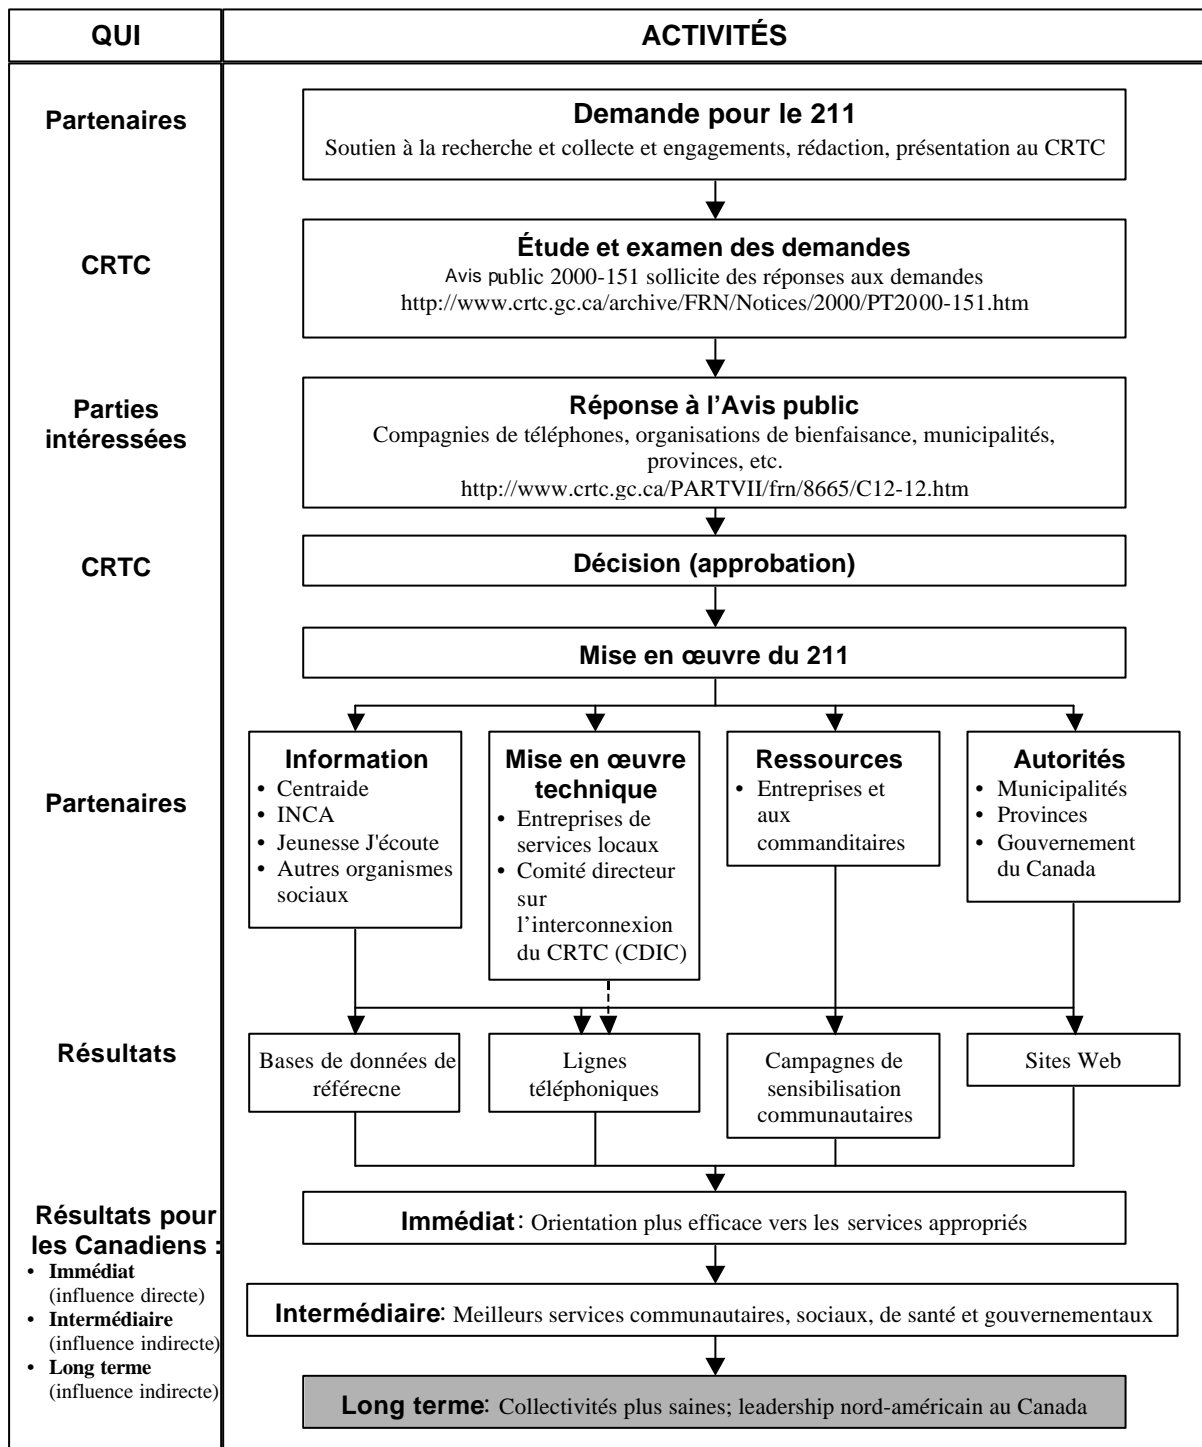 QUI
ACTIVITÉS
Partenaires
Demande pour le 211
Soutien à la recherche et collecte et engagements, rédaction, présentation au CRTC
CRTC
Étude et examen des demandes
Avis public 2000-151 sollicite des réponses aux demandes
http://www.crtc.gc.ca/archive/FRN/Notices/2000/PT2000-151.htm
Parties
intéressées
Réponse à l'Avis public
Compagnies de téléphones, organisations de bienfaisance, municipalités,
provinces, etc.
http://www.crtc.gc.ca/PARTVII/frn/8665/C12-12.htm
CRTC
Décision (approbation)
Mise en œuvre du 211
Partenaires
Information
• Centraide
• INCA
• Jeunesse J'écoute
• Autres organismes
sociaux
Mise en œuvre
technique
• Entreprises de
services locaux
• Comité directeur
sur
l'interconnexion
du CRTC (CDIC)
Ressources
• Entreprises et
aux
commanditaires
Autorités
• Municipalités
• Provinces
• Gouvernement
du Canada
Résultats
Bases de données de
référecne
Lignes
téléphoniques
Campagnes de
sensibilisation
communautaires
Sites Web
Résultats pour
les Canadiens :
• Immédiat
(influence directe)
• Intermédiaire
(influence indirecte)
• Long terme
(influence indirecte)
Immédiat: Orientation plus efficace vers les services appropriés
Intermédiaire: Meilleurs services communautaires, sociaux, de santé et gouvernementaux
Long terme: Collectivités plus saines; leadership nord-américain au Canada